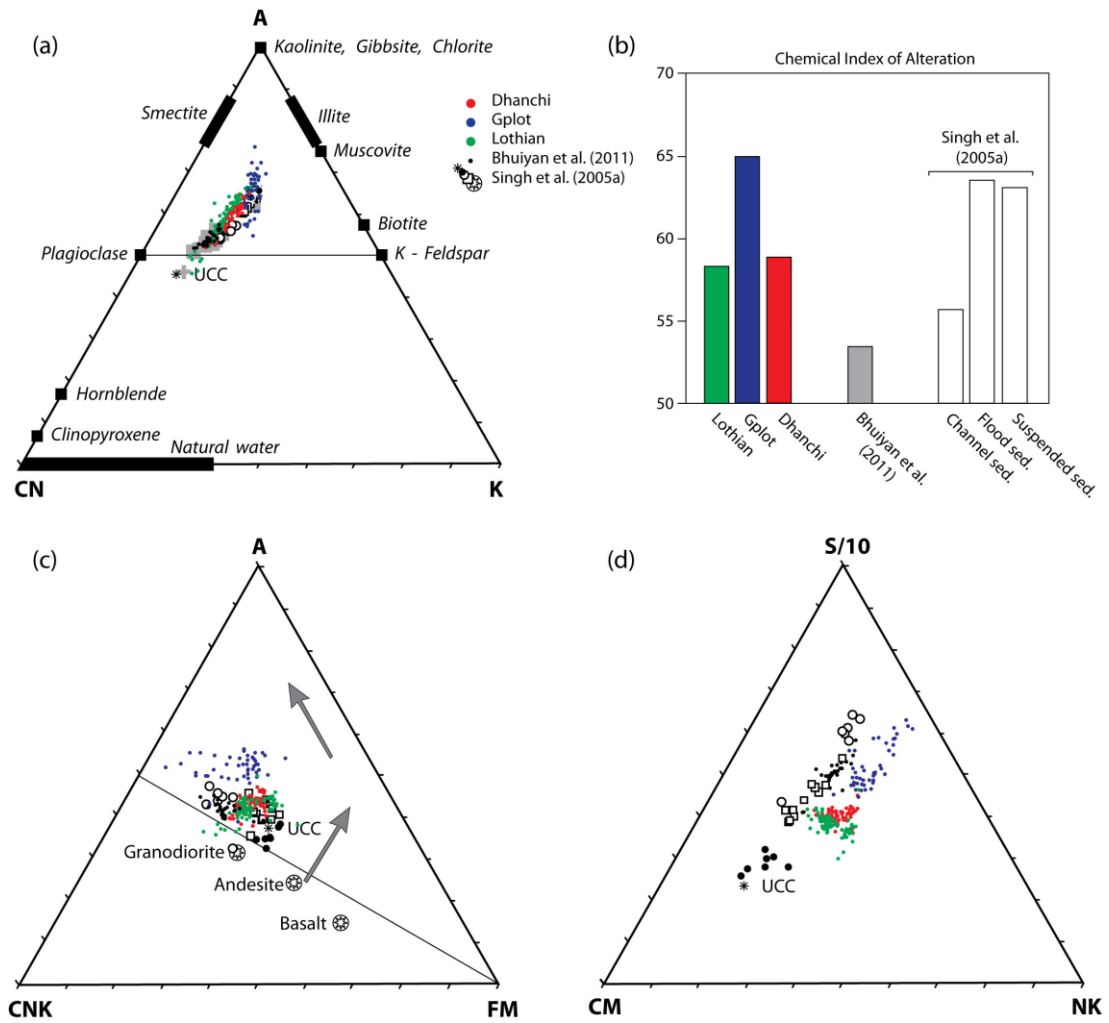 (a)
A
Kaolinite, Gibbsite, Chlorite
Smectite
Illite
Muscovite
Dhanchi
Gplot
Lothian
Bhuiyan et al. (2011)
Singh et al. (2005a)
Biotite
Plagioclase
K - Feldspar
UCC
Hornblende
Clinopyroxene
Natural water
CN
K
(b)
Chemical Index of Alteration
70
65
60
55
50
Singh et al.
(2005a)
Lothian
Gplot
Dhanchi
Bhuiyan et al.
(2011)
Channel sed.
Flood sed.
Suspended sed.
(c)
A
UCC
Granodiorite
Andesite
Basalt
CNK
FM
(d)
S/10
UCC
CM
NK